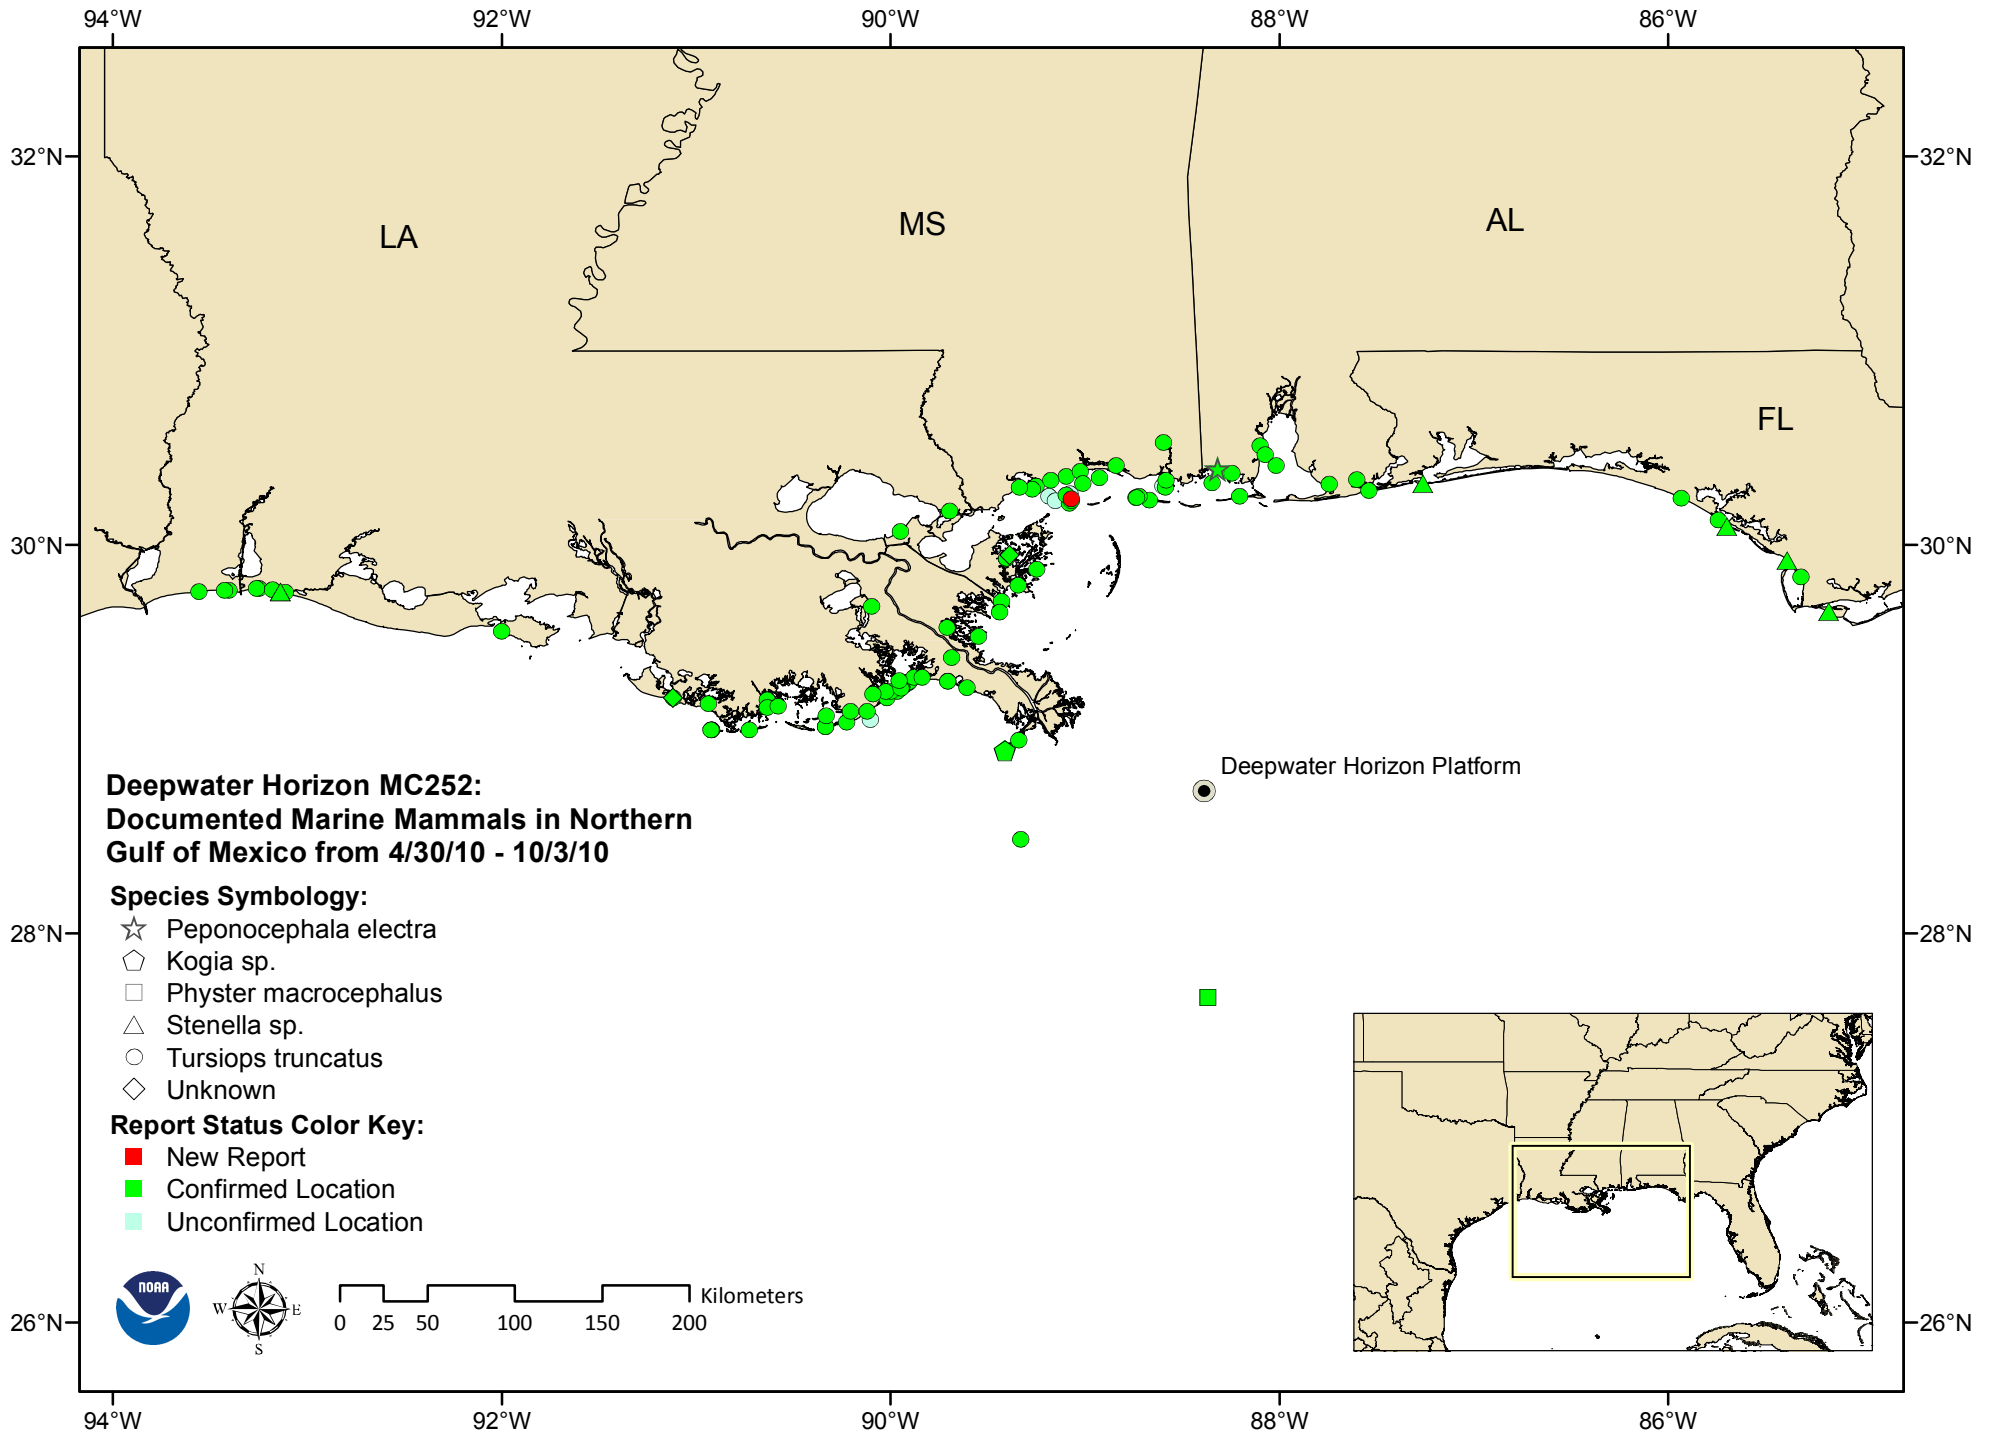 94°W 92°W 90°W 88°W 86°W
32°N 32°N
LA MS AL
FL
30°N 30°N
Deepwater Horizon Platform
Deepwater Horizon MC252:
Documented Marine Mammals in Northern
Gulf of Mexico from 4/30/10 - 10/3/10
Species Symbology:
28°N 28°N
Peponocephala electra
Kogia sp.
Physter macrocephalus
Stenella sp.
Tursiops truncatus
Unknown
Report Status Color Key:
New Report
Confirmed Location
Unconfirmed Location
NOAA
N
W E
S
Kilometers
0 25 50 100 150 200
26°N 26°N
94°W 92°W 90°W 88°W 86°W